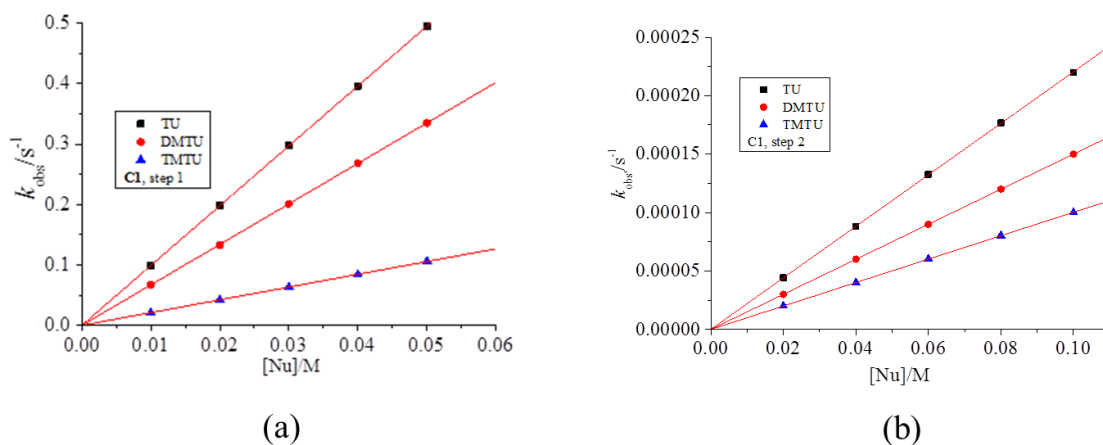 0.5
0.4
0.3
0.2
0.1
0.0
kobs/s-1
TU
DMTU
TMTU
C1, step 1
0.00 0.01 0.02 0.03 0.04 0.05 0.06
[Nu]/M
(a)
0.00025
0.00020
0.00015
0.00010
0.00005
0.00000
kobs/s-1
TU
DMTU
TMTU
C1, step 2
0.00 0.02 0.04 0.06 0.08 0.10
[Nu]/M
(b)